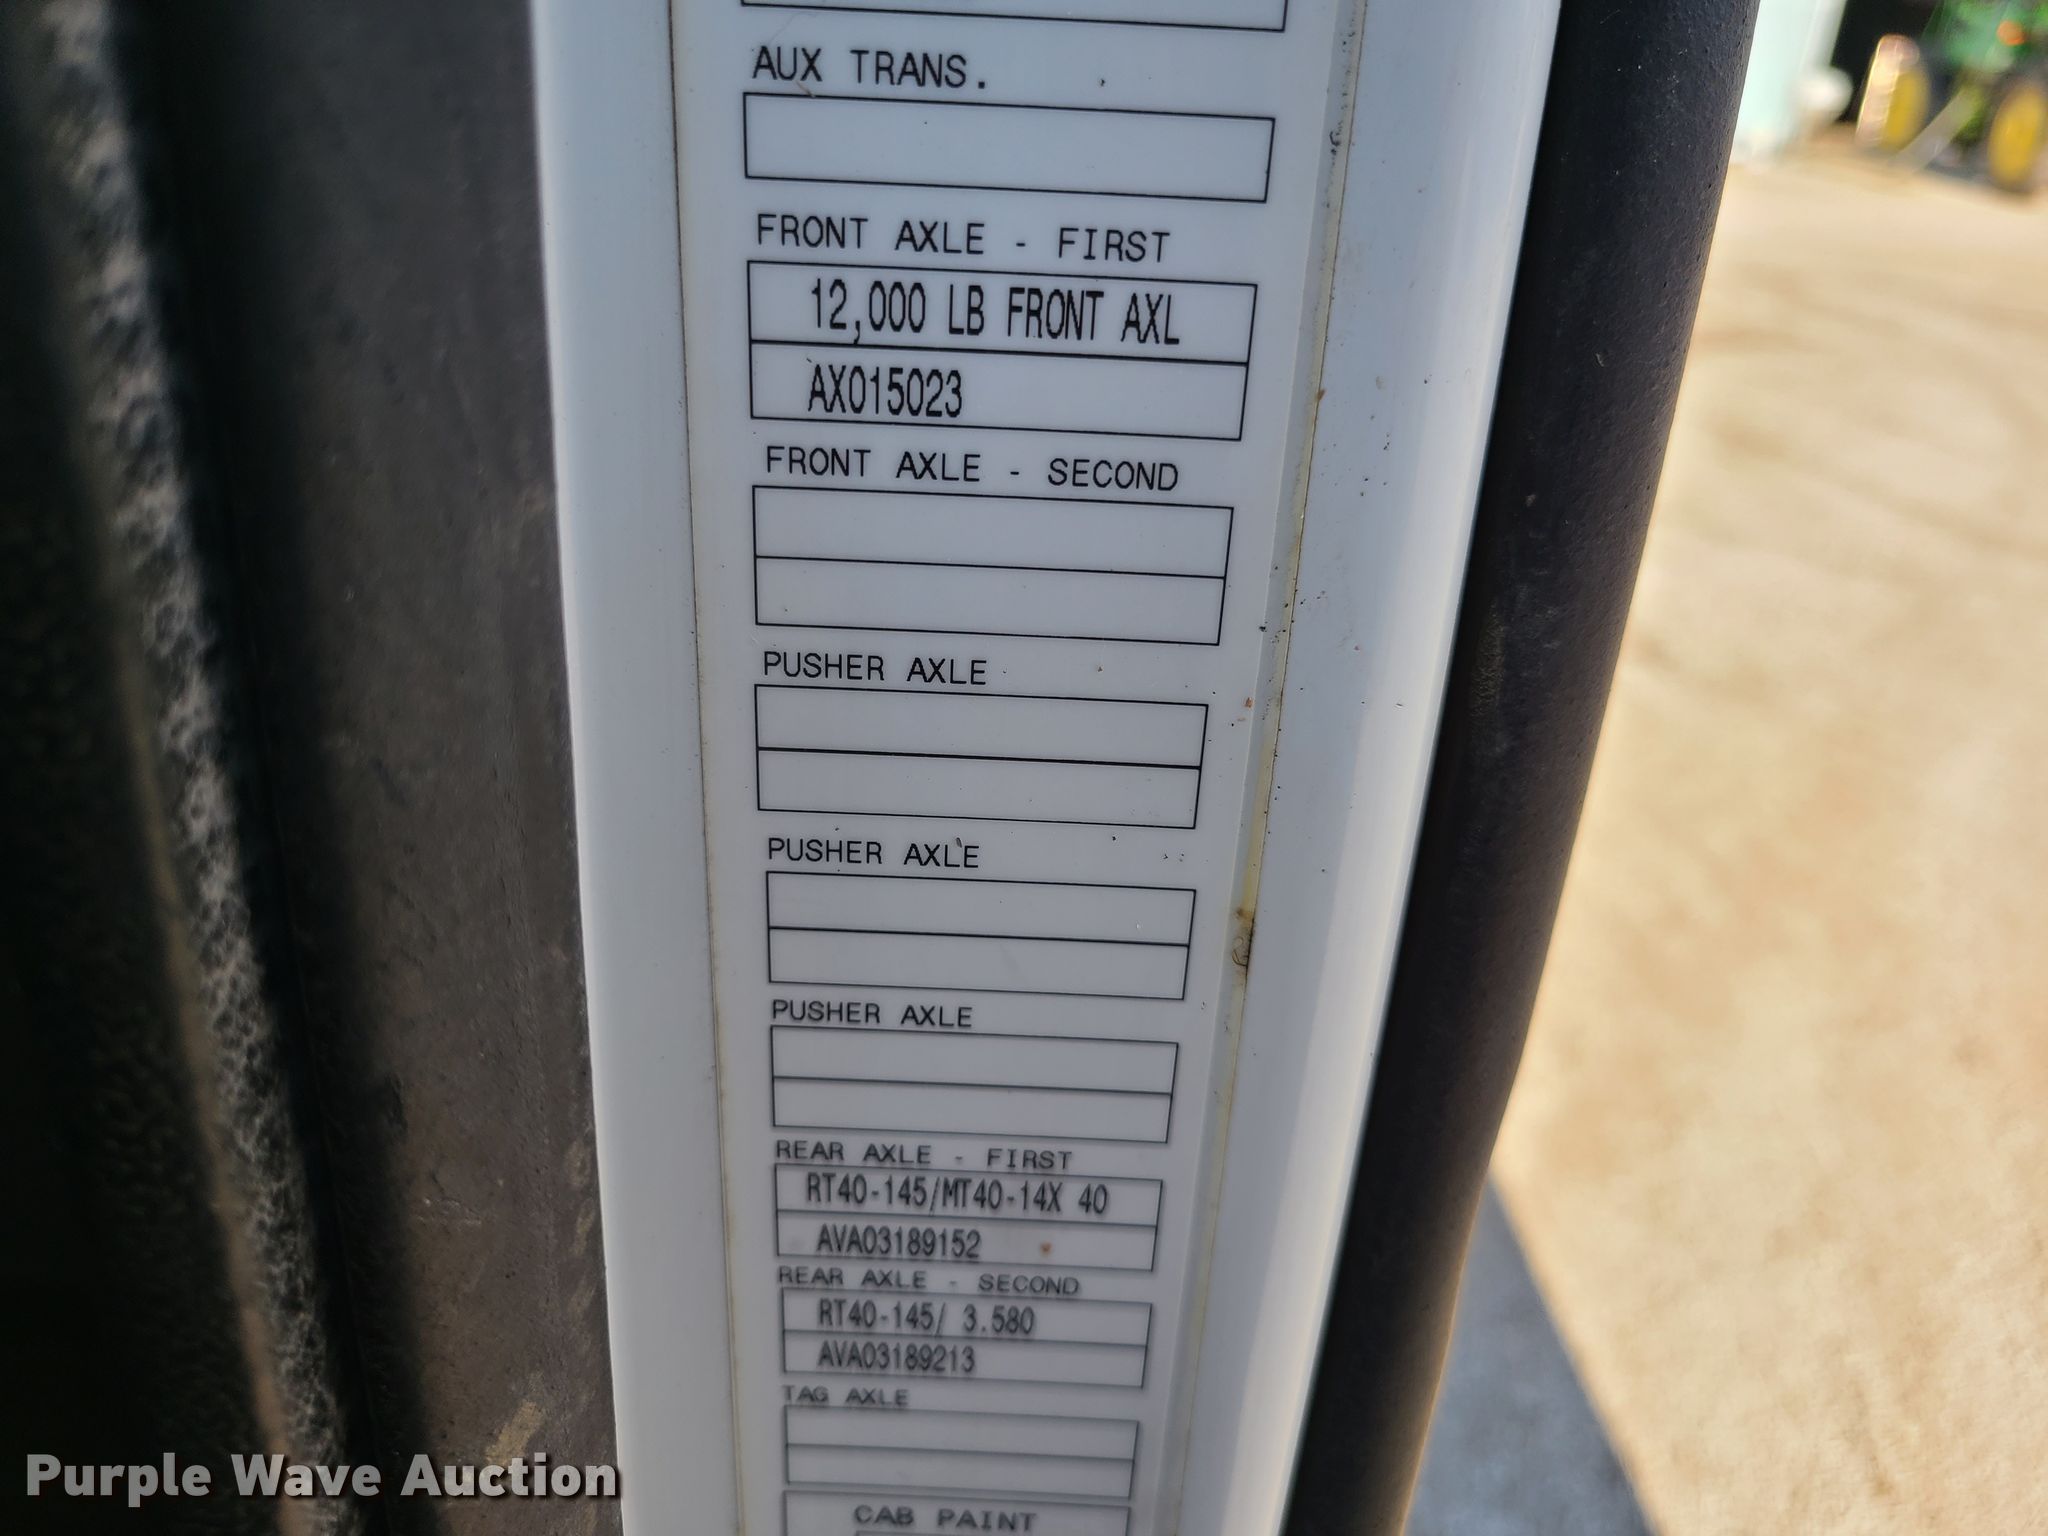 AUX TRANS.
FRONT AXLE - FIRST
12,000 LB FRONT AXL
AX015023
FRONT AXLE - SECOND
PUSHER AXLE
PUSHER AXLE
PUSHER AXLE
REAR AXLE - FIRST
RT40-145/MT40-14X 40
AVA03189152
REAR AXLE - SECOND
RT40-145/ 3.580
AVA03189213
TAG AXLE
CAB PAINT
Purple Wave Auction